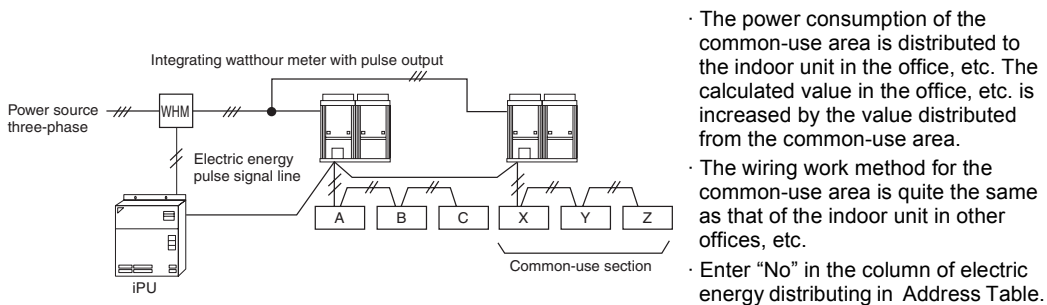 Integrating watthour meter with pulse output
Power source
three-phase
WHM
Electric energy
pulse signal line
A
B
C
X
Y
Z
Common-use section
iPU
· The power consumption of the
common-use area is distributed to
the indoor unit in the office, etc. The
calculated value in the office, etc. is
increased by the value distributed
from the common-use area.
· The wiring work method for the
common-use area is quite the same
as that of the indoor unit in other
offices, etc.
· Enter “No” in the column of electric
energy distributing in Address Table.